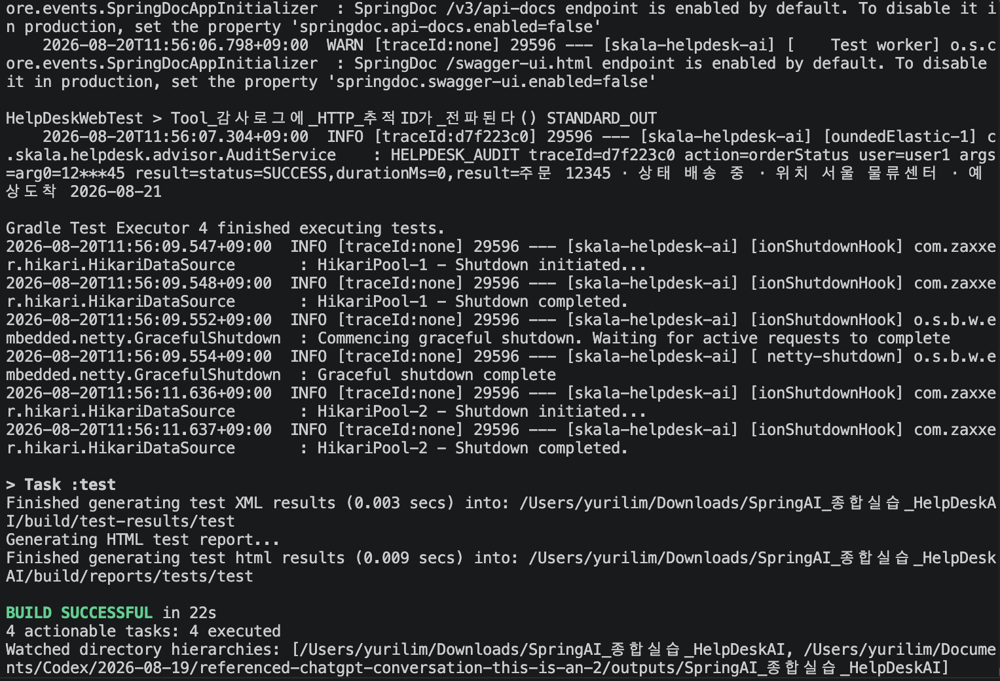 ore.events.SpringDocAppInitializer  : SpringDoc /v3/api-docs endpoint is enabled by default. To disable it i
n production, set the property 'springdoc.api-docs.enabled=false'
    2026-08-20T11:56:06.798+09:00  WARN [traceId:none] 29596 --- [skala-helpdesk-ai] [    Test worker] o.s.c
ore.events.SpringDocAppInitializer  : SpringDoc /swagger-ui.html endpoint is enabled by default. To disable
it in production, set the property 'springdoc.swagger-ui.enabled=false'

HelpDeskWebTest > Tool_감사로그에_HTTP_추적ID가_전파된다() STANDARD_OUT
    2026-08-20T11:56:07.304+09:00  INFO [traceId:d7f223c0] 29596 --- [skala-helpdesk-ai] [oundedElastic-1] c
.skala.helpdesk.advisor.AuditService    : HELPDESK_AUDIT traceId=d7f223c0 action=orderStatus user=user1 args
=arg0=12***45 result=status=SUCCESS,durationMs=0,result=주문 12345 · 상태 배송 중 · 위치 서울 물류센터 · 예
상도착 2026-08-21

Gradle Test Executor 4 finished executing tests.
2026-08-20T11:56:09.547+09:00  INFO [traceId:none] 29596 --- [skala-helpdesk-ai] [ionShutdownHook] com.zaxxe
r.hikari.HikariDataSource       : HikariPool-1 - Shutdown initiated...
2026-08-20T11:56:09.548+09:00  INFO [traceId:none] 29596 --- [skala-helpdesk-ai] [ionShutdownHook] com.zaxxe
r.hikari.HikariDataSource       : HikariPool-1 - Shutdown completed.
2026-08-20T11:56:09.552+09:00  INFO [traceId:none] 29596 --- [skala-helpdesk-ai] [ionShutdownHook] o.s.b.w.e
mbedded.netty.GracefulShutdown  : Commencing graceful shutdown. Waiting for active requests to complete
2026-08-20T11:56:09.554+09:00  INFO [traceId:none] 29596 --- [skala-helpdesk-ai] [ netty-shutdown] o.s.b.w.e
mbedded.netty.GracefulShutdown  : Graceful shutdown complete
2026-08-20T11:56:11.636+09:00  INFO [traceId:none] 29596 --- [skala-helpdesk-ai] [ionShutdownHook] com.zaxxe
r.hikari.HikariDataSource       : HikariPool-2 - Shutdown initiated...
2026-08-20T11:56:11.637+09:00  INFO [traceId:none] 29596 --- [skala-helpdesk-ai] [ionShutdownHook] com.zaxxe
r.hikari.HikariDataSource       : HikariPool-2 - Shutdown completed.

> Task :test
Finished generating test XML results (0.003 secs) into: /Users/yurilim/Downloads/SpringAI_종합실습_HelpDeskA
I/build/test-results/test
Generating HTML test report...
Finished generating test html results (0.009 secs) into: /Users/yurilim/Downloads/SpringAI_종합실습_HelpDesk
AI/build/reports/tests/test

BUILD SUCCESSFUL in 22s
4 actionable tasks: 4 executed
Watched directory hierarchies: [/Users/yurilim/Downloads/SpringAI_종합실습_HelpDeskAI, /Users/yurilim/Docume
nts/Codex/2026-08-19/referenced-chatgpt-conversation-this-is-an-2/outputs/SpringAI_종합실습_HelpDeskAI]